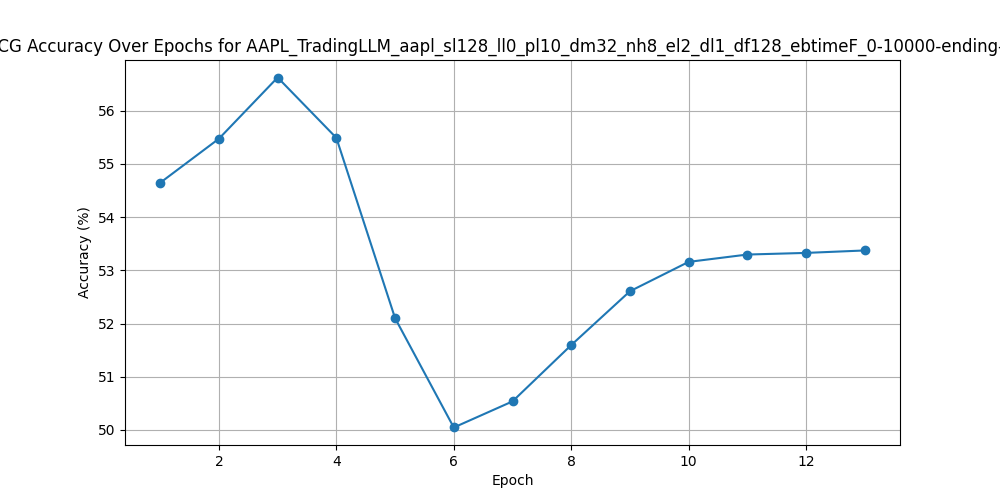 CG Accuracy Over Epochs for AAPL_TradingLLM_aapl_sl128_ll0_pl10_dm32_nh8_el2_dl1_df128_ebtimeF_0-10000-ending-
56
55
54
53
52
51
50
Accuracy (%)
2 4 6 8 10 12
Epoch